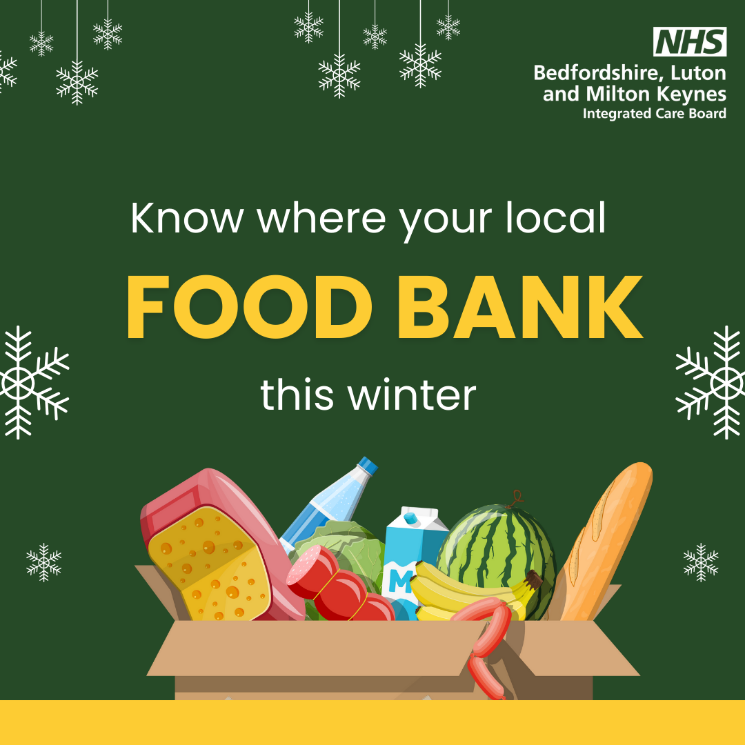 NHS
Bedfordshire, Luton
and Milton Keynes
Integrated Care Board
Know where your local
FOOD BANK
this winter
M